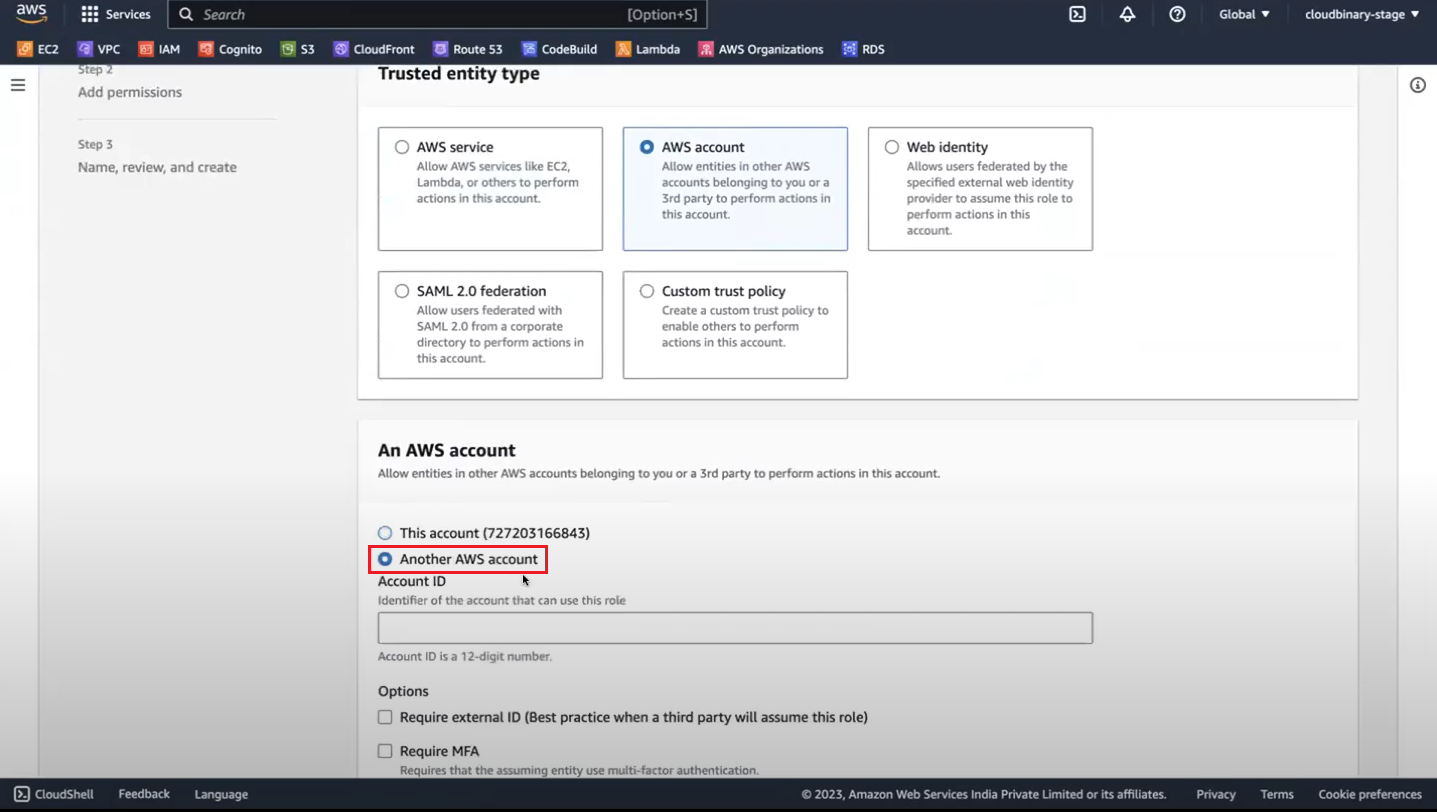 aws
Services
Search
[Option+S]
Global
cloudbinary-stage
EC2
VPC
IAM
Cognito
S3
CloudFront
Route 53
CodeBuild
Lambda
AWS Organizations
RDS
Step 2
Add permissions
Step 3
Name, review, and create
Trusted entity type
AWS service
Allow AWS services like EC2,
Lambda, or others to perform
actions in this account.
AWS account
Allow entities in other AWS
accounts belonging to you or a
3rd party to perform actions in
this account.
Web identity
Allows users federated by the
specified external web identity
provider to assume this role to
perform actions in this
account.
SAML 2.0 federation
Allow users federated with
SAML 2.0 from a corporate
directory to perform actions in
this account.
Custom trust policy
Create a custom trust policy to
enable others to perform
actions in this account.
An AWS account
Allow entities in other AWS accounts belonging to you or a 3rd party to perform actions in this account.
This account (727203166843)
Another AWS account
Account ID
Identifier of the account that can use this role
Account ID is a 12-digit number.
Options
Require external ID (Best practice when a third party will assume this role)
Require MFA
Requires that the assuming entity use multi-factor authentication.
CloudShell
Feedback
Language
© 2023, Amazon Web Services India Private Limited or its affiliates.
Privacy
Terms
Cookie preferences